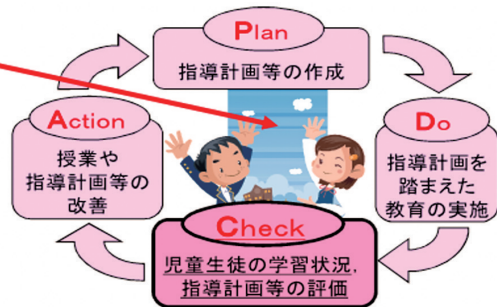 Plan
指導計画等の作成
Do
指導計画を
踏まえた
教育の実施
Check
児童生徒の学習状況,
指導計画等の評価
Action
授業や
指導計画等の
改善